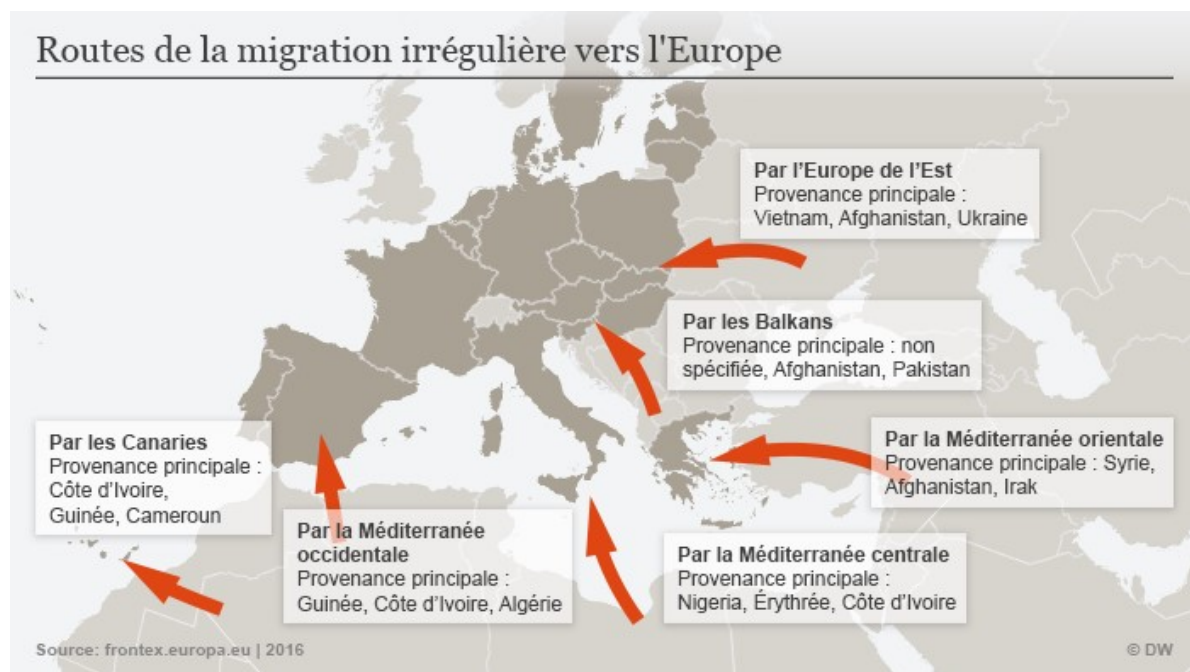 Routes de la migration irrégulière vers l'Europe
Par l’Europe de l’Est
Provenance principale :
Vietnam, Afghanistan, Ukraine
Par les Balkans
Provenance principale : non
spécifiée, Afghanistan, Pakistan
Par la Méditerranée orientale
Provenance principale : Syrie,
Afghanistan, Irak
Par les Canaries
Provenance principale :
Côte d’Ivoire,
Guinée, Cameroun
Par la Méditerranée
occidentale
Provenance principale :
Guinée, Côte d’Ivoire, Algérie
Par la Méditerranée centrale
Provenance principale :
Nigeria, Érythrée, Côte d’Ivoire
Source: frontex.europa.eu | 2016
© DW